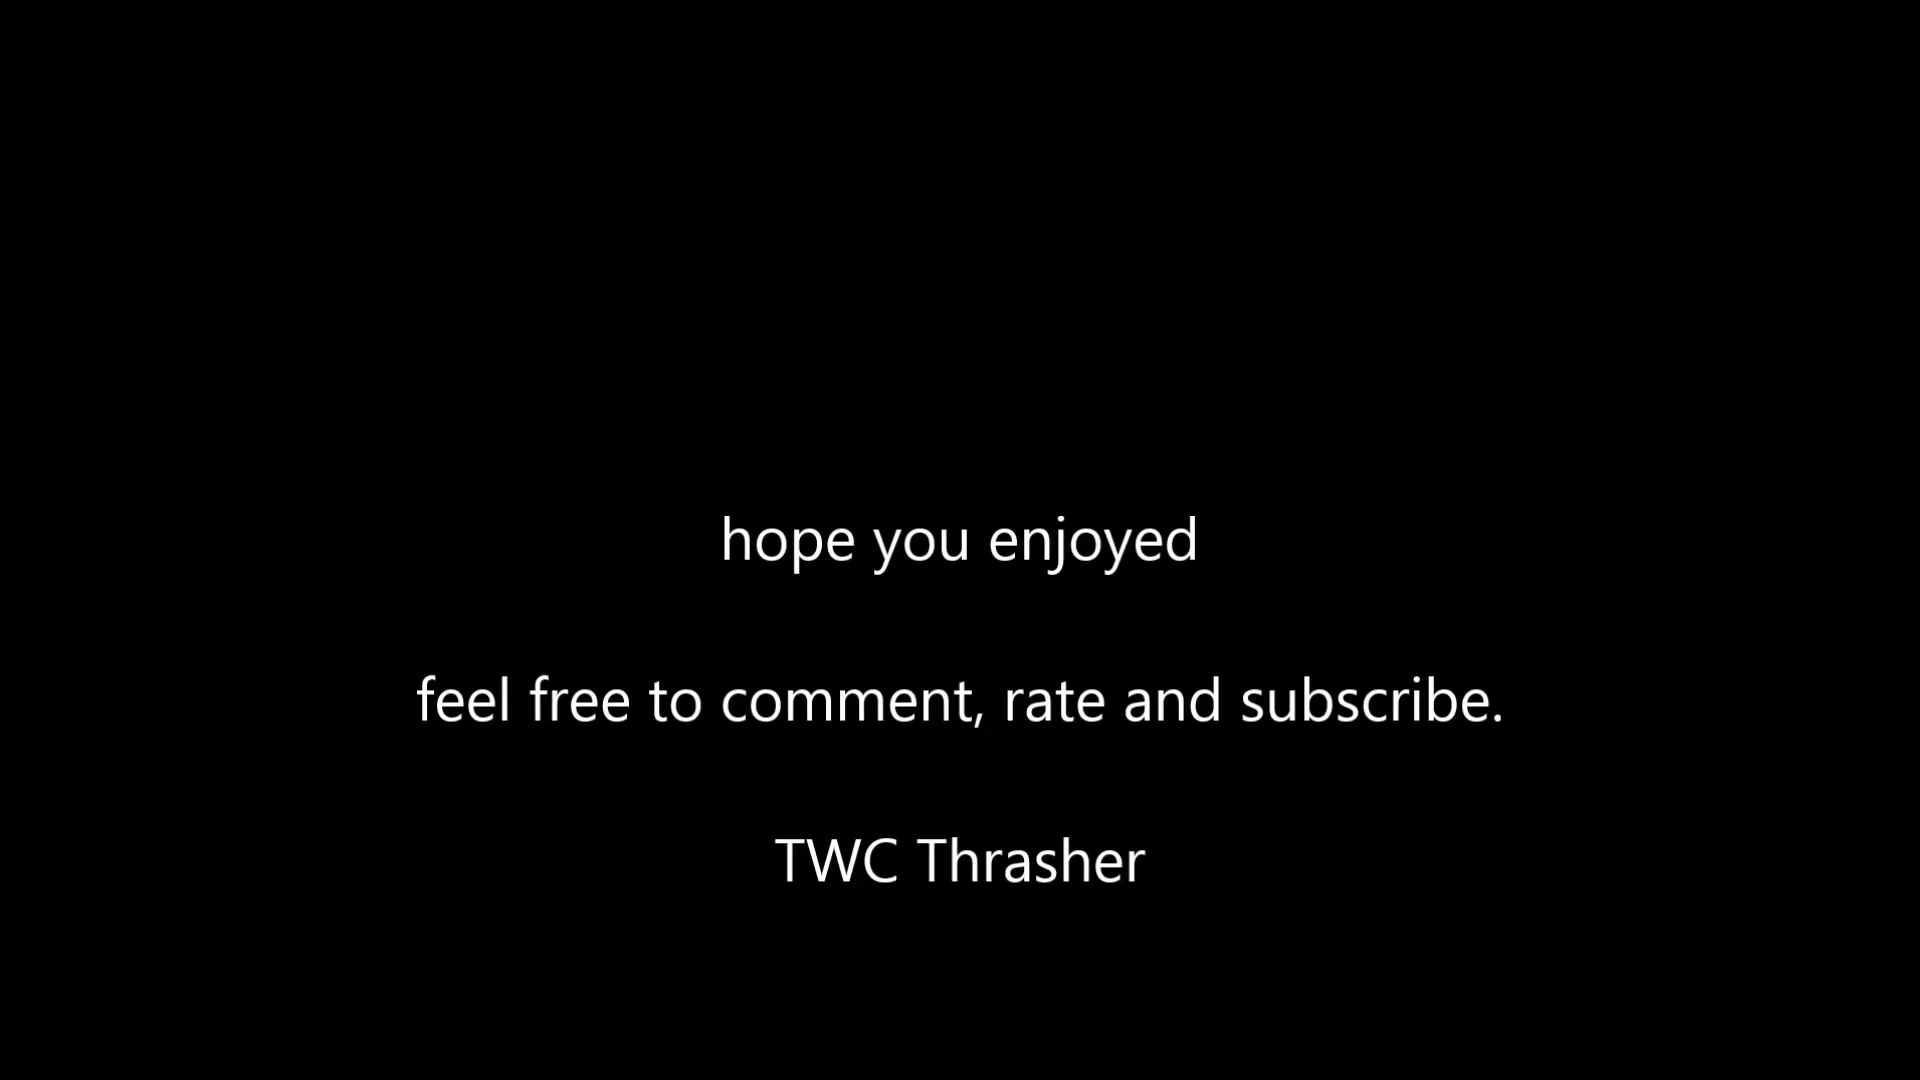 hope you enjoyed
feel free to comment, rate and subscribe.
TWC Thrasher